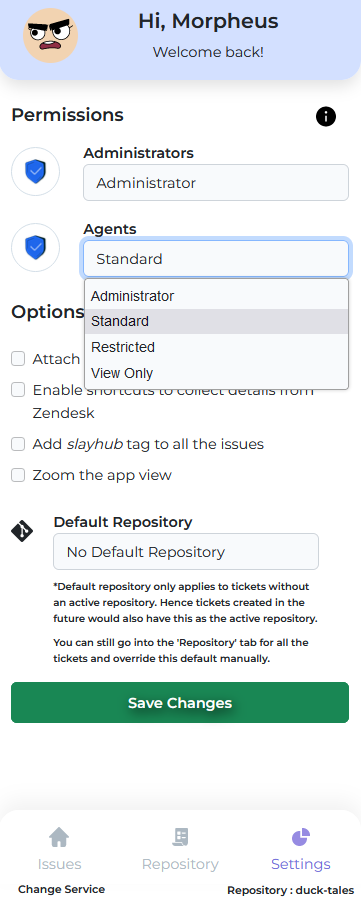 Hi, Morpheus
Welcome back!
Permissions
Administrators
Administrator
Agents
Standard
Administrator
Standard
Restricted
View Only
Options
Attach
Enable shortcuts to collect details from
Zendesk
Add slayhub tag to all the issues
Zoom the app view
Default Repository
No Default Repository
*Default repository only applies to tickets without
an active repository. Hence tickets created in the
future would also have this as the active repository.
You can still go into the 'Repository' tab for all the
tickets and override this default manually.
Save Changes
Issues
Repository
Settings
Change Service
Repository : duck-tales